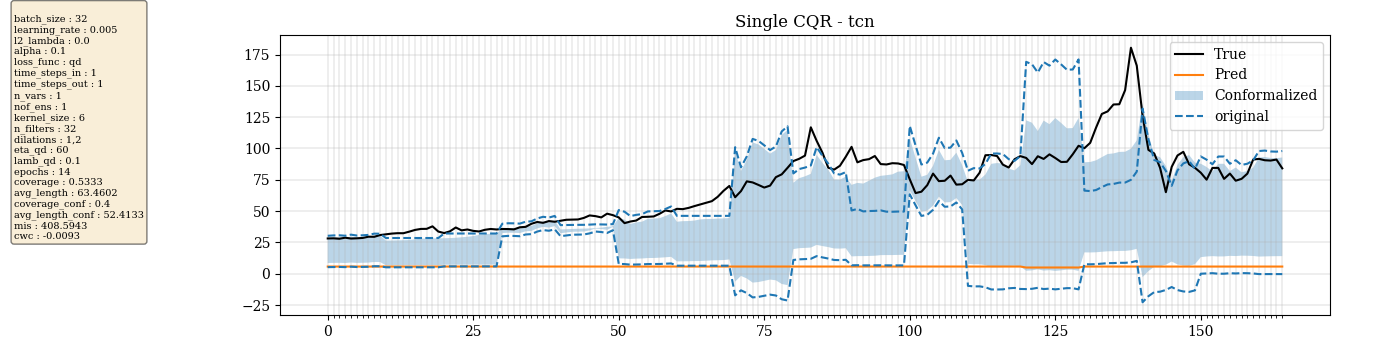 batch_size : 32
learning_rate : 0.005
l2_lambda : 0.0
alpha : 0.1
loss_func : qd
time_steps_in : 1
time_steps_out : 1
n_vars : 1
nof_ens : 1
kernel_size : 6
n_filters : 32
dilations : 1,2
eta_qd : 60
lamb_qd : 0.1
epochs : 14
coverage : 0.5333
avg_length : 63.4602
coverage_conf : 0.4
avg_length_conf : 52.4133
mis : 408.5943
cwc : -0.0093
Single CQR - tcn
175
150
125
100
75
50
25
0
−25
0 25 50 75 100 125 150
True
Pred
Conformalized
original